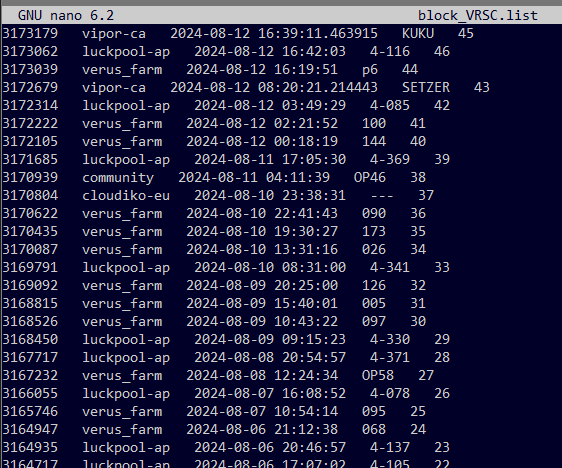 GNU nano 6.2 block_VRSC.list
3173179 vipor-ca 2024-08-12 16:39:11.463915 KUKU 45
3173062 luckpool-ap 2024-08-12 16:42:03 4-116 46
3173039 verus_farm 2024-08-12 16:19:51 p6 44
3172679 vipor-ca 2024-08-12 08:20:21.214443 SETZER 43
3172314 luckpool-ap 2024-08-12 03:49:29 4-085 42
3172222 verus_farm 2024-08-12 02:21:52 100 41
3172105 verus_farm 2024-08-12 00:18:19 144 40
3171685 luckpool-ap 2024-08-11 17:05:30 4-369 39
3170939 community 2024-08-11 04:11:39 OP46 38
3170804 cloudiko-eu 2024-08-10 23:38:31 --- 37
3170622 verus_farm 2024-08-10 22:41:43 090 36
3170435 verus_farm 2024-08-10 19:30:27 173 35
3170087 verus_farm 2024-08-10 13:31:16 026 34
3169791 luckpool-ap 2024-08-10 08:31:00 4-341 33
3169092 verus_farm 2024-08-09 20:25:00 126 32
3168815 verus_farm 2024-08-09 15:40:01 005 31
3168526 verus_farm 2024-08-09 10:43:22 097 30
3168450 luckpool-ap 2024-08-09 09:15:23 4-330 29
3167717 luckpool-ap 2024-08-08 20:54:57 4-371 28
3167232 verus_farm 2024-08-08 12:24:34 OP58 27
3166055 luckpool-ap 2024-08-07 16:08:52 4-078 26
3165746 verus_farm 2024-08-07 10:54:14 095 25
3164947 verus_farm 2024-08-06 21:12:38 068 24
3164935 luckpool-ap 2024-08-06 20:46:57 4-137 23
3164717 luckpool-ap 2024-08-06 17:07:02 4-105 22